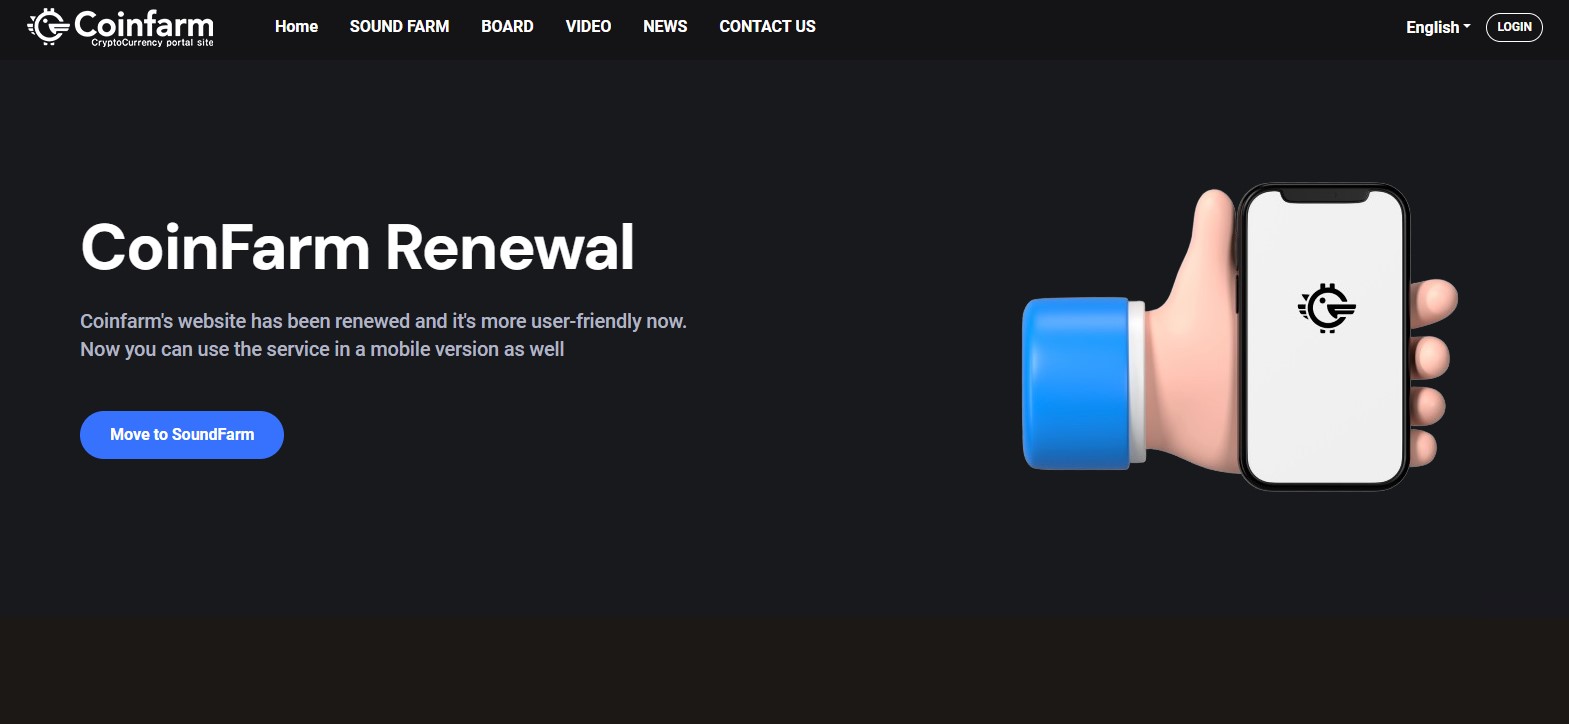 Coinfarm
CryptoCurrency portal site
Home
SOUND FARM
BOARD
VIDEO
NEWS
CONTACT US
English
LOGIN
CoinFarm Renewal
Coinfarm's website has been renewed and it's more user-friendly now.
Now you can use the service in a mobile version as well
Move to SoundFarm